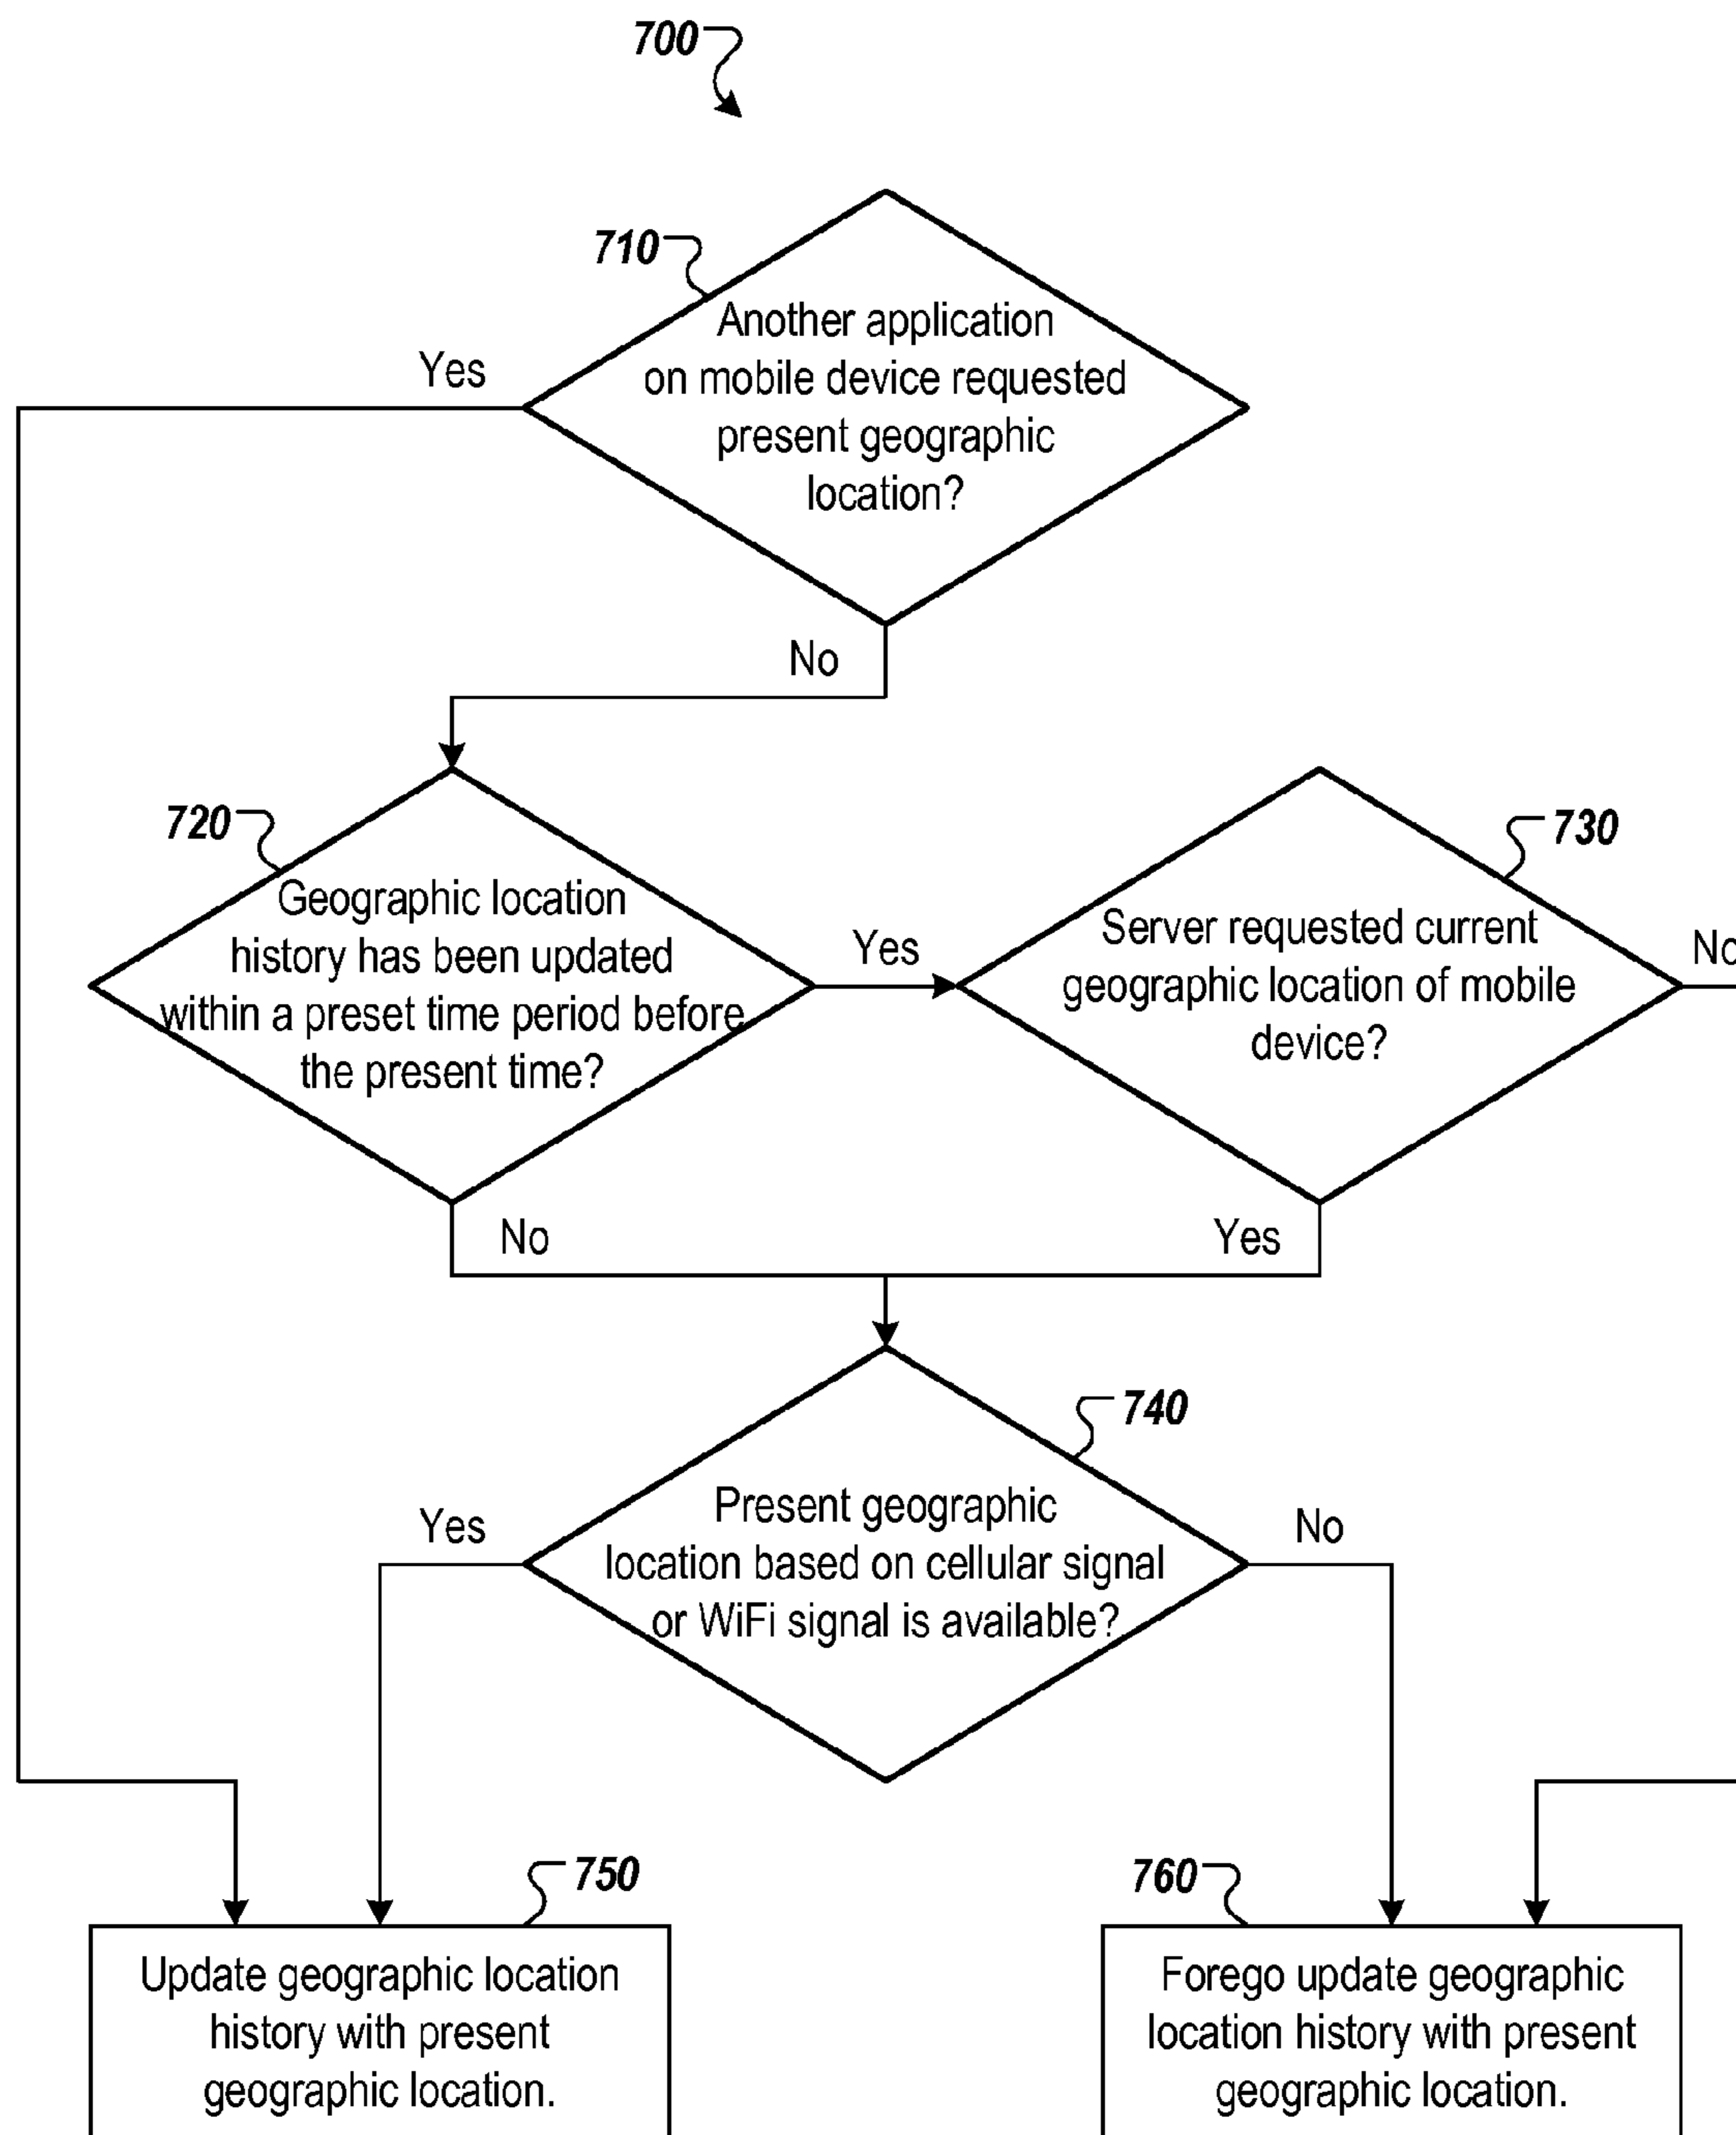 700
710
Another application
on mobile device requested
present geographic
location?
Yes
No
720
Geographic location
history has been updated
within a preset time period before
the present time?
Yes
730
Server requested current
geographic location of mobile
device?
No
No
Yes
740
Present geographic
location based on cellular signal
or WiFi signal is available?
Yes
No
750
Update geographic location
history with present
geographic location.
760
Forego update geographic
location history with present
geographic location.